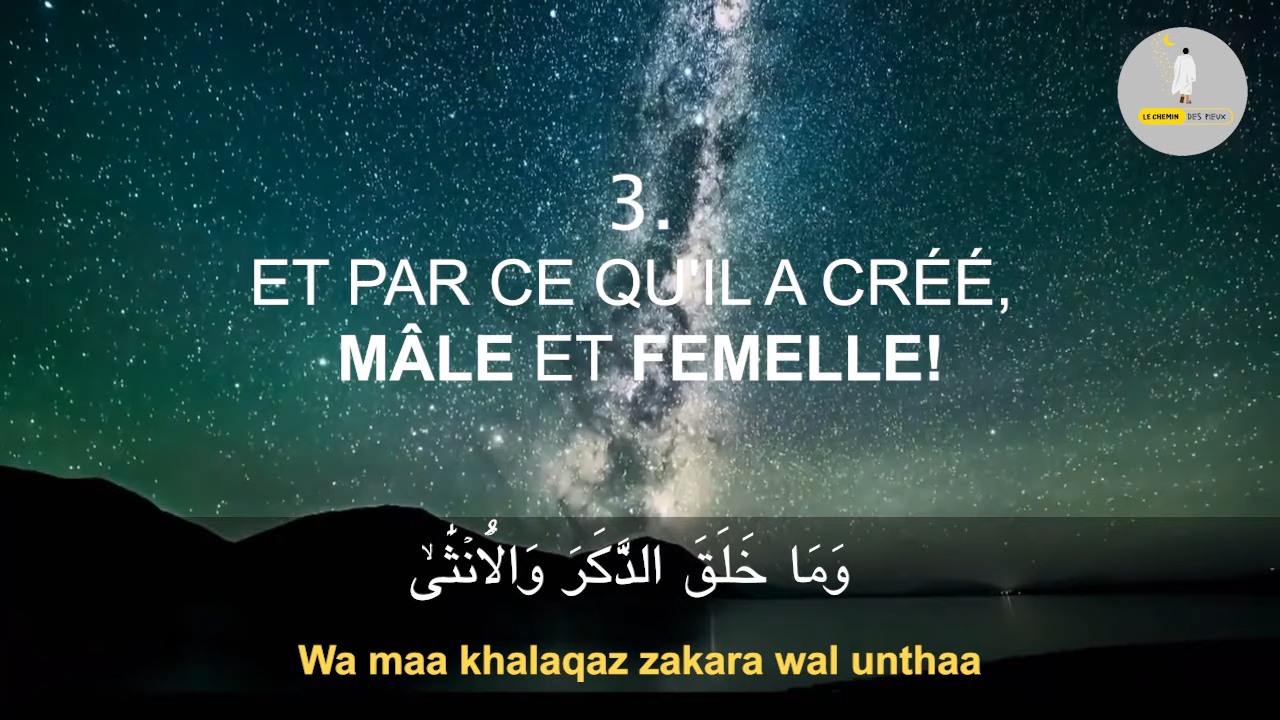 LE CHEMIN DES PIEUX
3.
ET PAR CE QU'IL A CRÉÉ,
MÂLE ET FEMELLE!
وَمَا خَلَقَ الدَّكَرَ وَالْاُنْثٰٓىۙ
Wa maa khalaqaz zakara wal unthaa